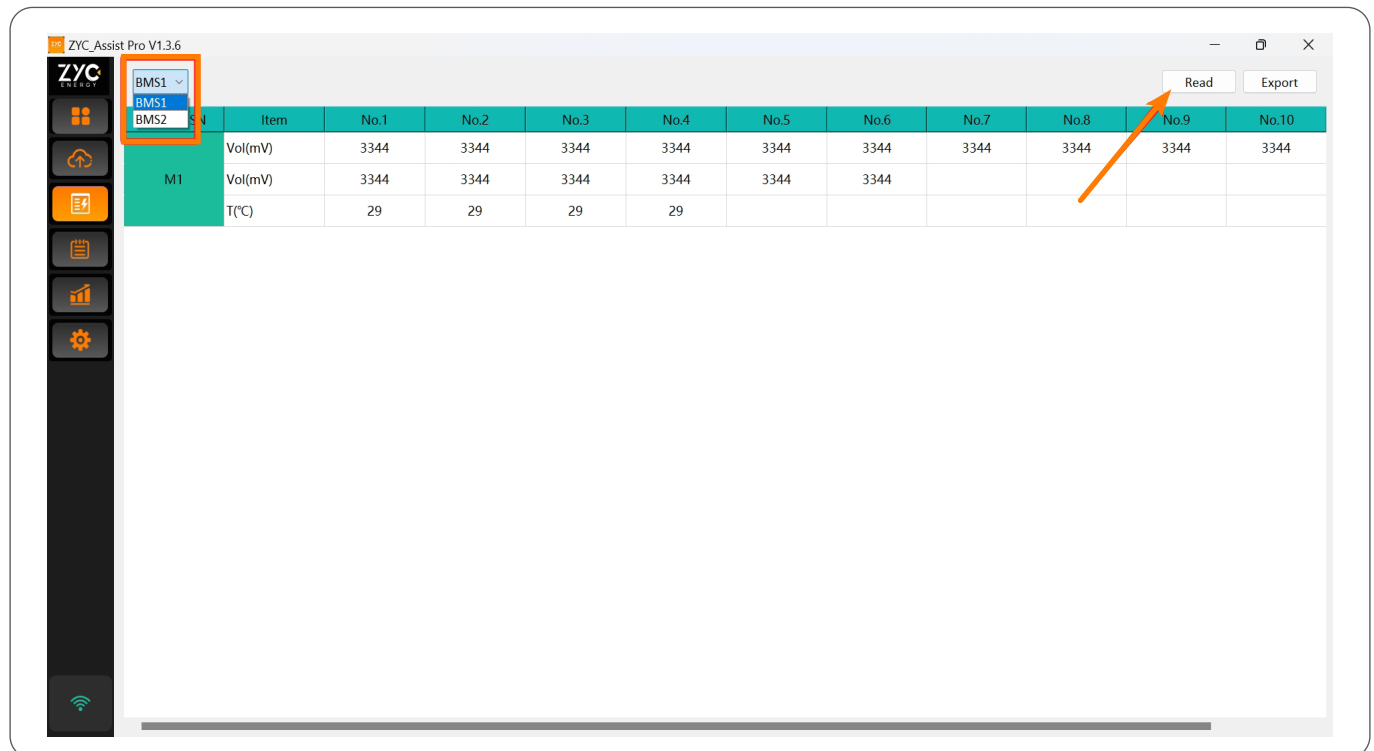 ZYC ZYC_Assist Pro V1.3.6
ZYC
ENERGY
BMS1
Read Export
BMS1
BMS2
Item No.1 No.2 No.3 No.4 No.5 No.6 No.7 No.8 No.9 No.10
Vol(mV) 3344 3344 3344 3344 3344 3344 3344 3344 3344 3344
M1 Vol(mV) 3344 3344 3344 3344 3344 3344
T(℃) 29 29 29 29